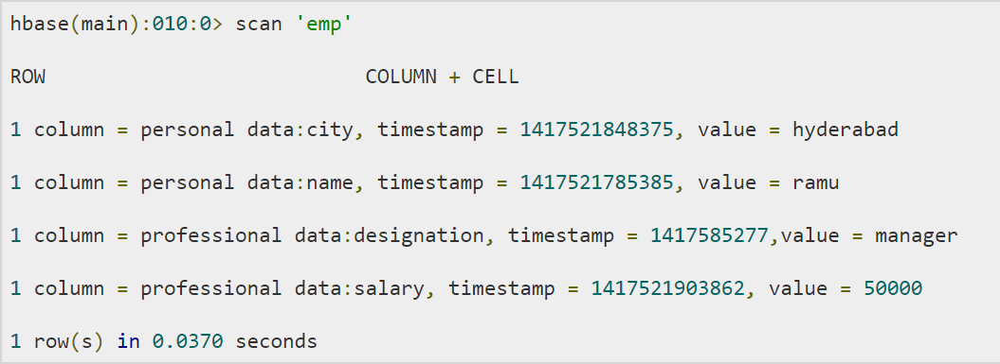 hbase(main):010:0> scan 'emp'
ROW COLUMN + CELL
1 column = personal data:city, timestamp = 1417521848375, value = hyderabad
1 column = personal data:name, timestamp = 1417521785385, value = ramu
1 column = professional data:designation, timestamp = 1417585277,value = manager
1 column = professional data:salary, timestamp = 1417521903862, value = 50000
1 row(s) in 0.0370 seconds